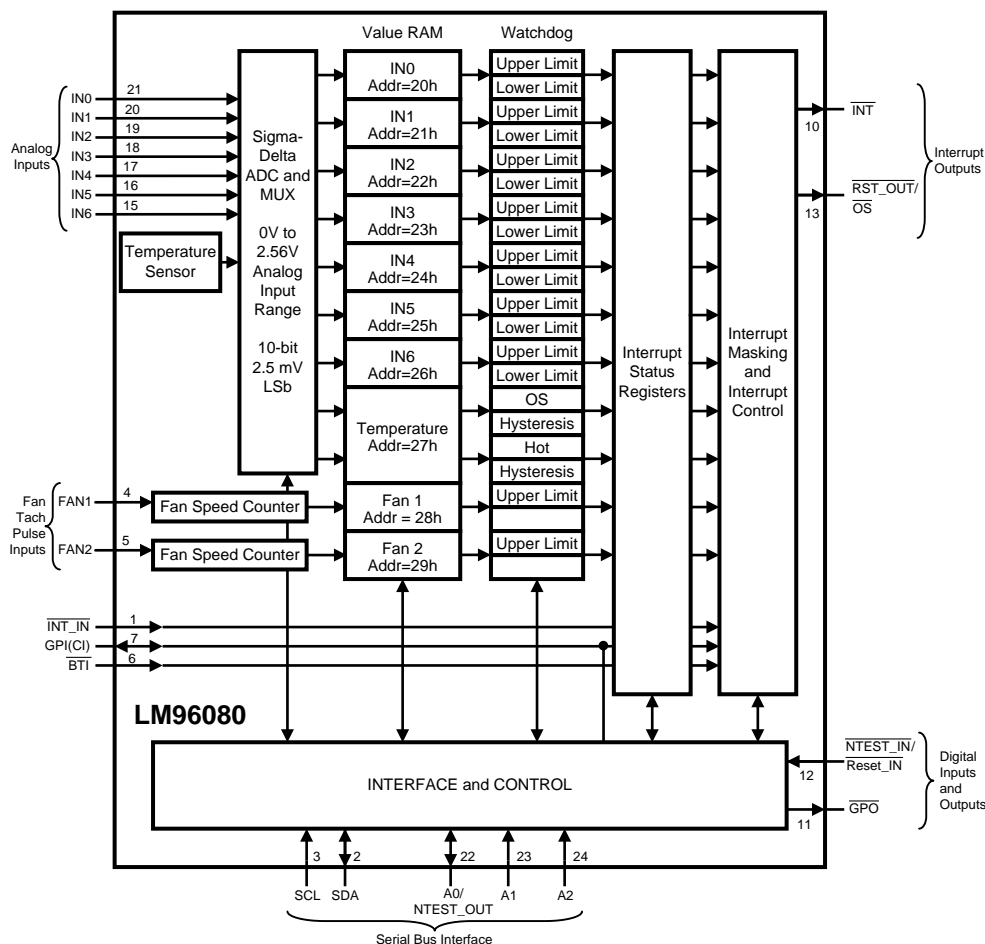 Value RAM
Watchdog
Analog
Inputs
IN0
21
IN1
20
IN2
19
IN3
18
IN4
17
IN5
16
IN6
15
Temperature
Sensor
Sigma-
Delta
ADC and
MUX
0V to
2.56V
Analog
Input
Range
10-bit
2.5 mV
LSb
IN0
Addr=20h
IN1
Addr=21h
IN2
Addr=22h
IN3
Addr=23h
IN4
Addr=24h
IN5
Addr=25h
IN6
Addr=26h
Temperature
Addr=27h
Fan 1
Addr = 28h
Fan 2
Addr=29h
Upper Limit
Lower Limit
Upper Limit
Lower Limit
Upper Limit
Lower Limit
Upper Limit
Lower Limit
Upper Limit
Lower Limit
Upper Limit
Lower Limit
Upper Limit
Lower Limit
OS
Hysteresis
Hot
Hysteresis
Upper Limit
Upper Limit
Interrupt
Status
Registers
Interrupt
Masking
and
Interrupt
Control
INT
10
RST_OUT/
OS
13
Interrupt
Outputs
Fan
Tach
Pulse
Inputs
FAN1
4
Fan Speed Counter
FAN2
5
Fan Speed Counter
INT_IN
1
GPI(CI)
7
BTI
6
LM96080
INTERFACE and CONTROL
NTEST_IN/
Reset_IN
12
GPO
11
Digital
Inputs
and
Outputs
3
2
22
23
24
SCL
SDA
A0/
NTEST_OUT
A1
A2
Serial Bus Interface